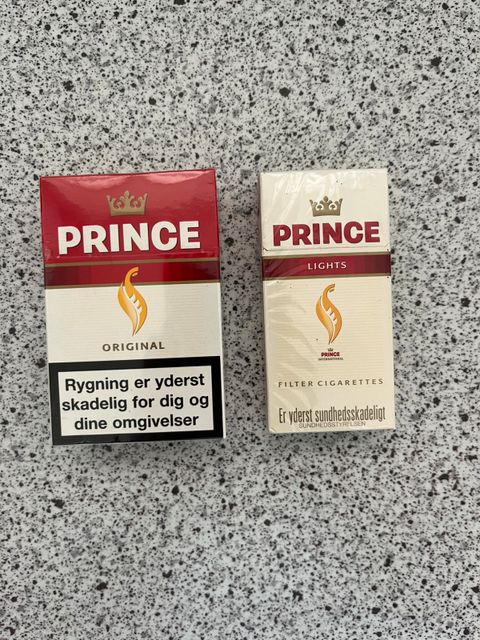 PRINCE
ORIGINAL
Rygning er yderst
skadelig for dig og
dine omgivelser
PRINCE
LIGHTS
PRINCE
INTERNATIONAL
FILTER CIGARETTES
Er yderst sundhedsskadeligt
SUNDHEDSSTYRELSEN